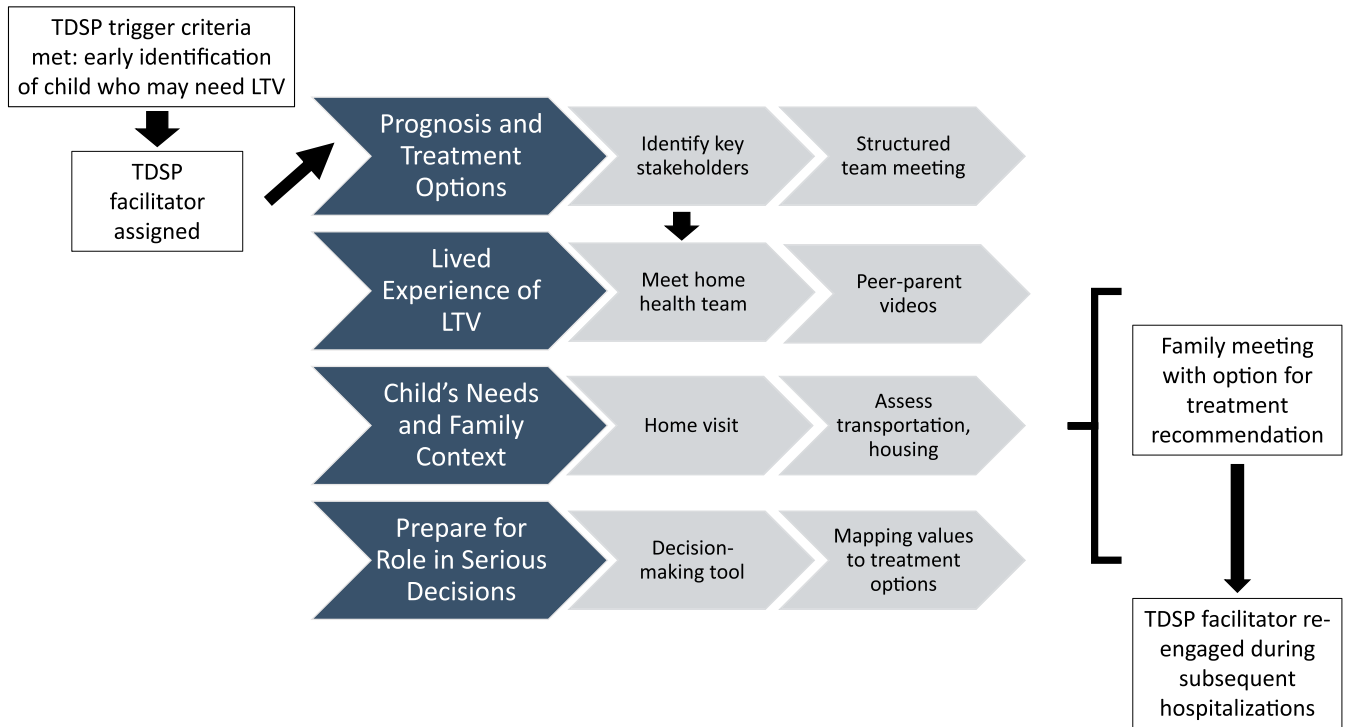 TDSP trigger criteria
met: early identification
of child who may need LTV
TDSP
facilitator
assigned
Prognosis and
Treatment
Options
Identify key
stakeholders
Structured
team meeting
Lived
Experience of
LTV
Meet home
health team
Peer-parent
videos
Child’s Needs
and Family
Context
Home visit
Assess
transportation,
housing
Prepare for
Role in Serious
Decisions
Decision-
making tool
Mapping values
to treatment
options
Family meeting
with option for
treatment
recommendation
TDSP facilitator re-
engaged during
subsequent
hospitalizations